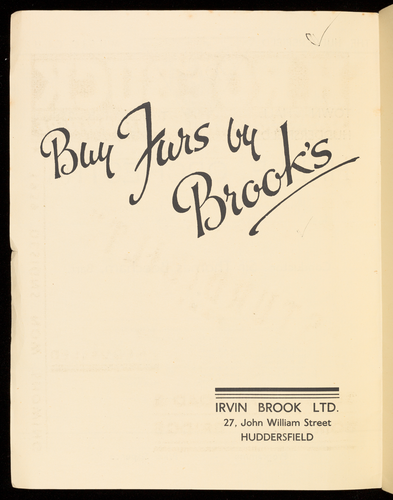 Buy Furs by
Brook's
IRVIN BROOK LTD.
27, John William Street
HUDDERSFIELD